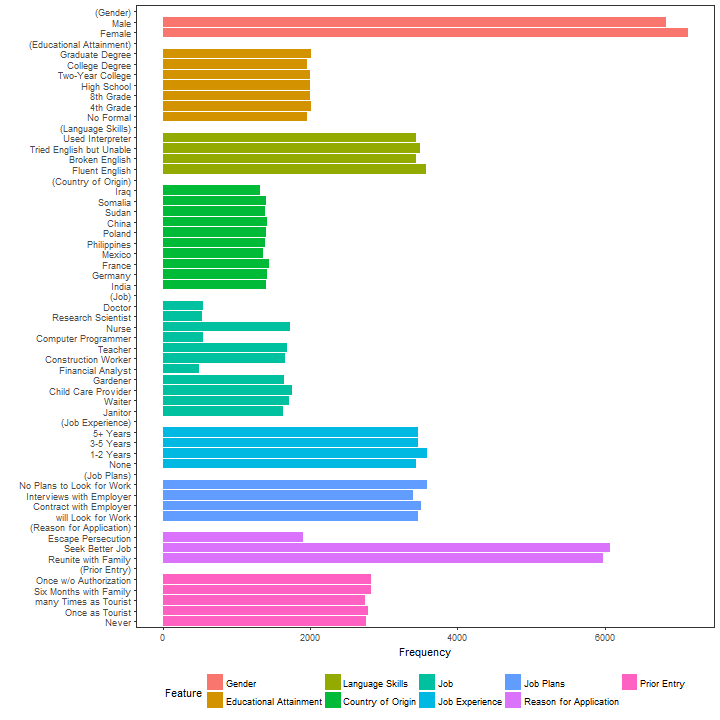 (Gender)
Male
Female
(Educational Attainment)
Graduate Degree
College Degree
Two-Year College
High School
8th Grade
4th Grade
No Formal
(Language Skills)
Used Interpreter
Tried English but Unable
Broken English
Fluent English
(Country of Origin)
Iraq
Somalia
Sudan
China
Poland
Philippines
Mexico
France
Germany
India
(Job)
Doctor
Research Scientist
Nurse
Computer Programmer
Teacher
Construction Worker
Financial Analyst
Gardener
Child Care Provider
Waiter
Janitor
(Job Experience)
5+ Years
3-5 Years
1-2 Years
None
(Job Plans)
No Plans to Look for Work
Interviews with Employer
Contract with Employer
will Look for Work
(Reason for Application)
Escape Persecution
Seek Better Job
Reunite with Family
(Prior Entry)
Once w/o Authorization
Six Months with Family
many Times as Tourist
Once as Tourist
Never
0 2000 4000 6000
Frequency
Feature
Gender Language Skills Job Job Plans Prior Entry
Educational Attainment Country of Origin Job Experience Reason for Application